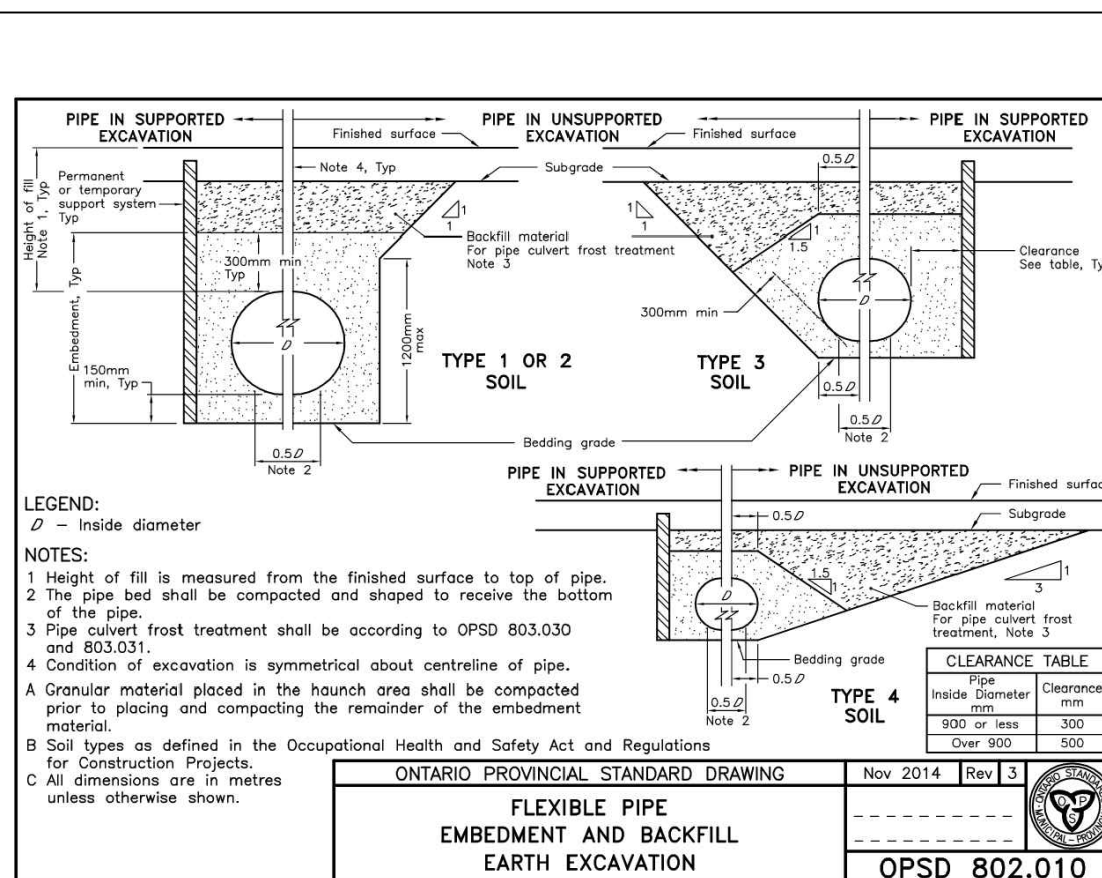 PIPE IN SUPPORTED
EXCAVATION
PIPE IN UNSUPPORTED
EXCAVATION
PIPE IN SUPPORTED
EXCAVATION
Finished surface
Finished surface
Note 4, Typ
Subgrade
0.5D
Permanent
or temporary
support system
Typ
Height of fill
Note 1, Typ
1
1
Backfill material
For pipe culvert frost treatment
Note 3
1
1
1
1.5
Clearance
See table, Ty
300mm min
Typ
300mm min
Embedment, Typ
D
D
1200mm
max
150mm
min, Typ
TYPE 1 OR 2
SOIL
TYPE 3
SOIL
0.5D
0.5D
Note 2
0.5D
Note 2
Bedding grade
PIPE IN SUPPORTED
EXCAVATION
PIPE IN UNSUPPORTED
EXCAVATION
Finished surfac
Subgrade
0.5D
1.5
1
1
3
D
Backfill material
For pipe culvert frost
treatment, Note 3
Bedding grade
0.5D
0.5D
Note 2
TYPE 4
SOIL
LEGEND:
D – Inside diameter
NOTES:
1 Height of fill is measured from the finished surface to top of pipe.
2 The pipe bed shall be compacted and shaped to receive the bottom
of the pipe.
3 Pipe culvert frost treatment shall be according to OPSD 803.030
and 803.031.
4 Condition of excavation is symmetrical about centreline of pipe.
A Granular material placed in the haunch area shall be compacted
prior to placing and compacting the remainder of the embedment
material.
B Soil types as defined in the Occupational Health and Safety Act and Regulations
for Construction Projects.
C All dimensions are in metres
unless otherwise shown.
CLEARANCE TABLE
Pipe
Inside Diameter
mm
Clearance
mm
900 or less 300
Over 900 500
ONTARIO PROVINCIAL STANDARD DRAWING
Nov 2014 Rev 3
FLEXIBLE PIPE
EMBEDMENT AND BACKFILL
EARTH EXCAVATION
OPSD 802.010
O P S